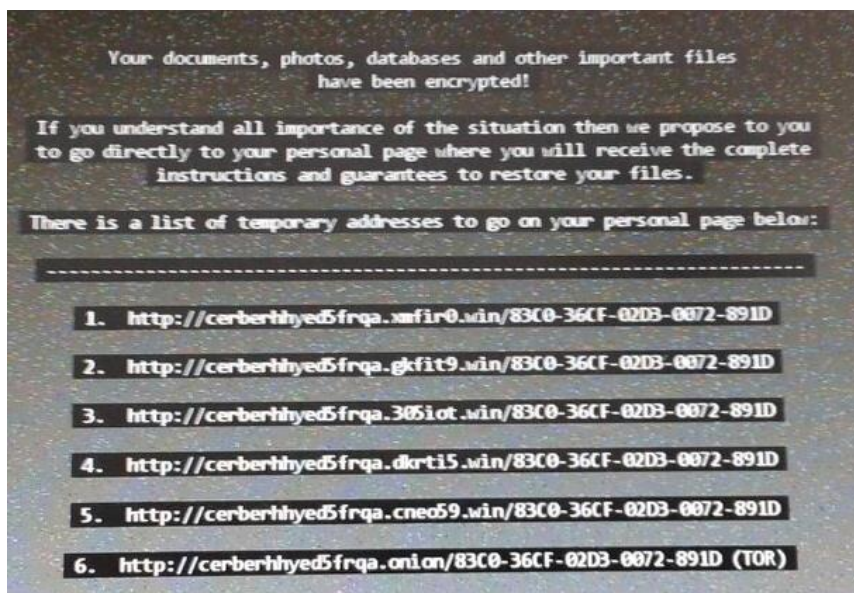 Your documents, photos, databases and other important files
have been encrypted!
If you understand all importance of the situation then we propose to you
to go directly to your personal page where you will receive the complete
instructions and guarantees to restore your files.
There is a list of temporary addresses to go on your personal page below:
--------------------------------------------------------------------------
1. http://cerberhhyed5frqa.xmfir0.win/83C0-36CF-02D3-0072-891D
2. http://cerberhhyed5frqa.gkfit9.win/83C0-36CF-02D3-0072-891D
3. http://cerberhhyed5frqa.305iot.win/83C0-36CF-02D3-0072-891D
4. http://cerberhhyed5frqa.dkrti5.win/83C0-36CF-02D3-0072-891D
5. http://cerberhhyed5frqa.cneo59.win/83C0-36CF-02D3-0072-891D
6. http://cerberhhyed5frqa.onion/83C0-36CF-02D3-0072-891D (TOR)